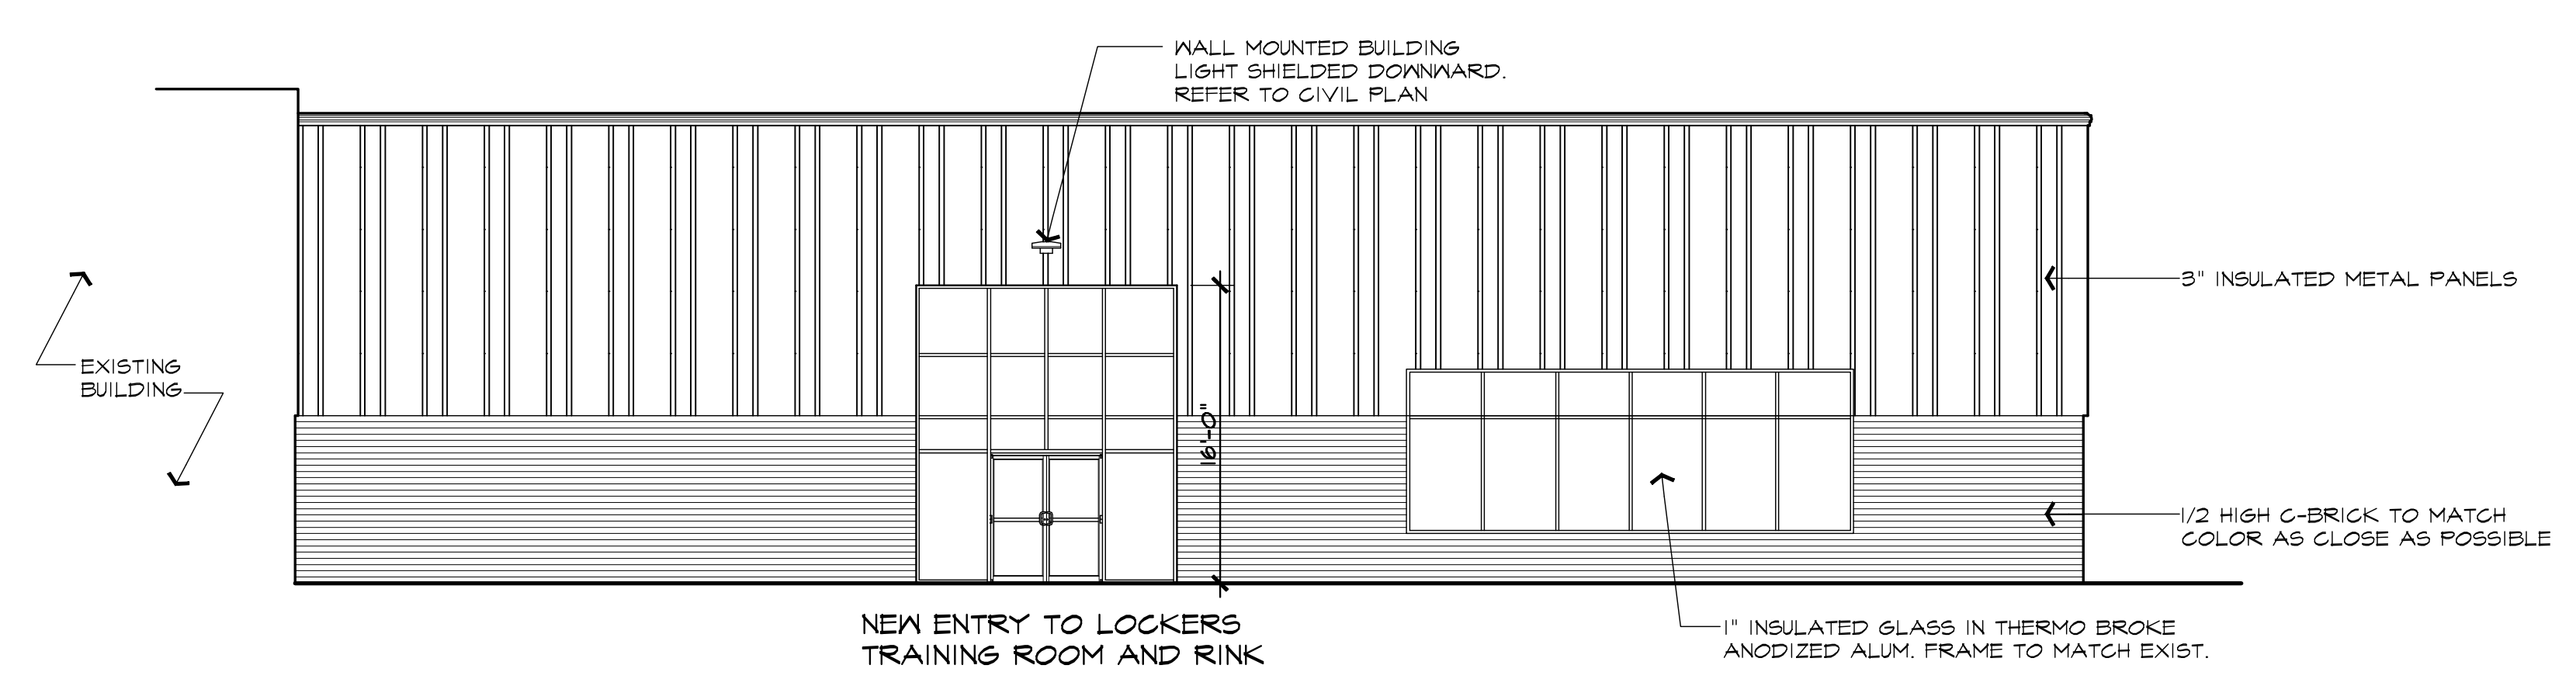 WALL MOUNTED BUILDING
LIGHT SHIELDED DOWNWARD.
REFER TO CIVIL PLAN
3" INSULATED METAL PANELS
EXISTING
BUILDING
16'-0"
1/2 HIGH C-BRICK TO MATCH
COLOR AS CLOSE AS POSSIBLE
NEW ENTRY TO LOCKERS
TRAINING ROOM AND RINK
1" INSULATED GLASS IN THERMO BROKE
ANODIZED ALUM. FRAME TO MATCH EXIST.